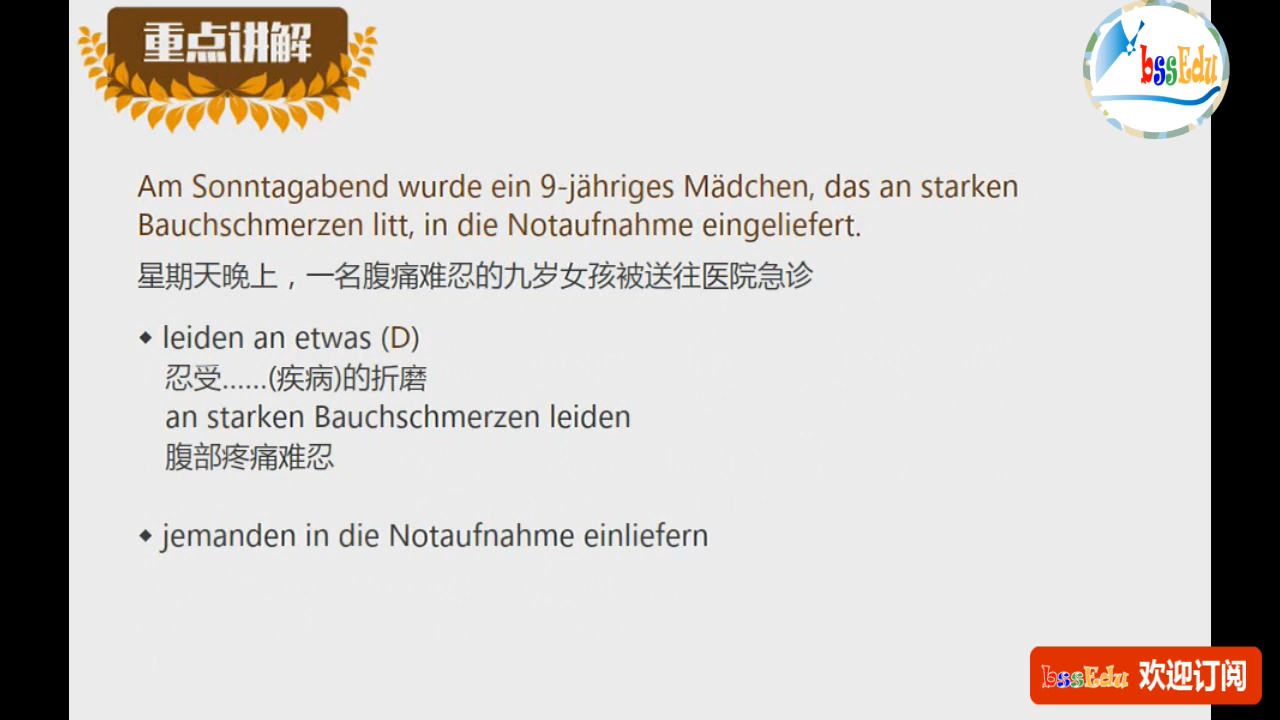 重点讲解
bssEdu
Am Sonntagabend wurde ein 9-jähriges Mädchen, das an starken
Bauchschmerzen litt, in die Notaufnahme eingeliefert.
星期天晚上，一名腹痛难忍的九岁女孩被送往医院急诊
◆ leiden an etwas (D)
忍受......(疾病)的折磨
an starken Bauchschmerzen leiden
腹部疼痛难忍
◆ jemanden in die Notaufnahme einliefern
bssEdu 欢迎订阅